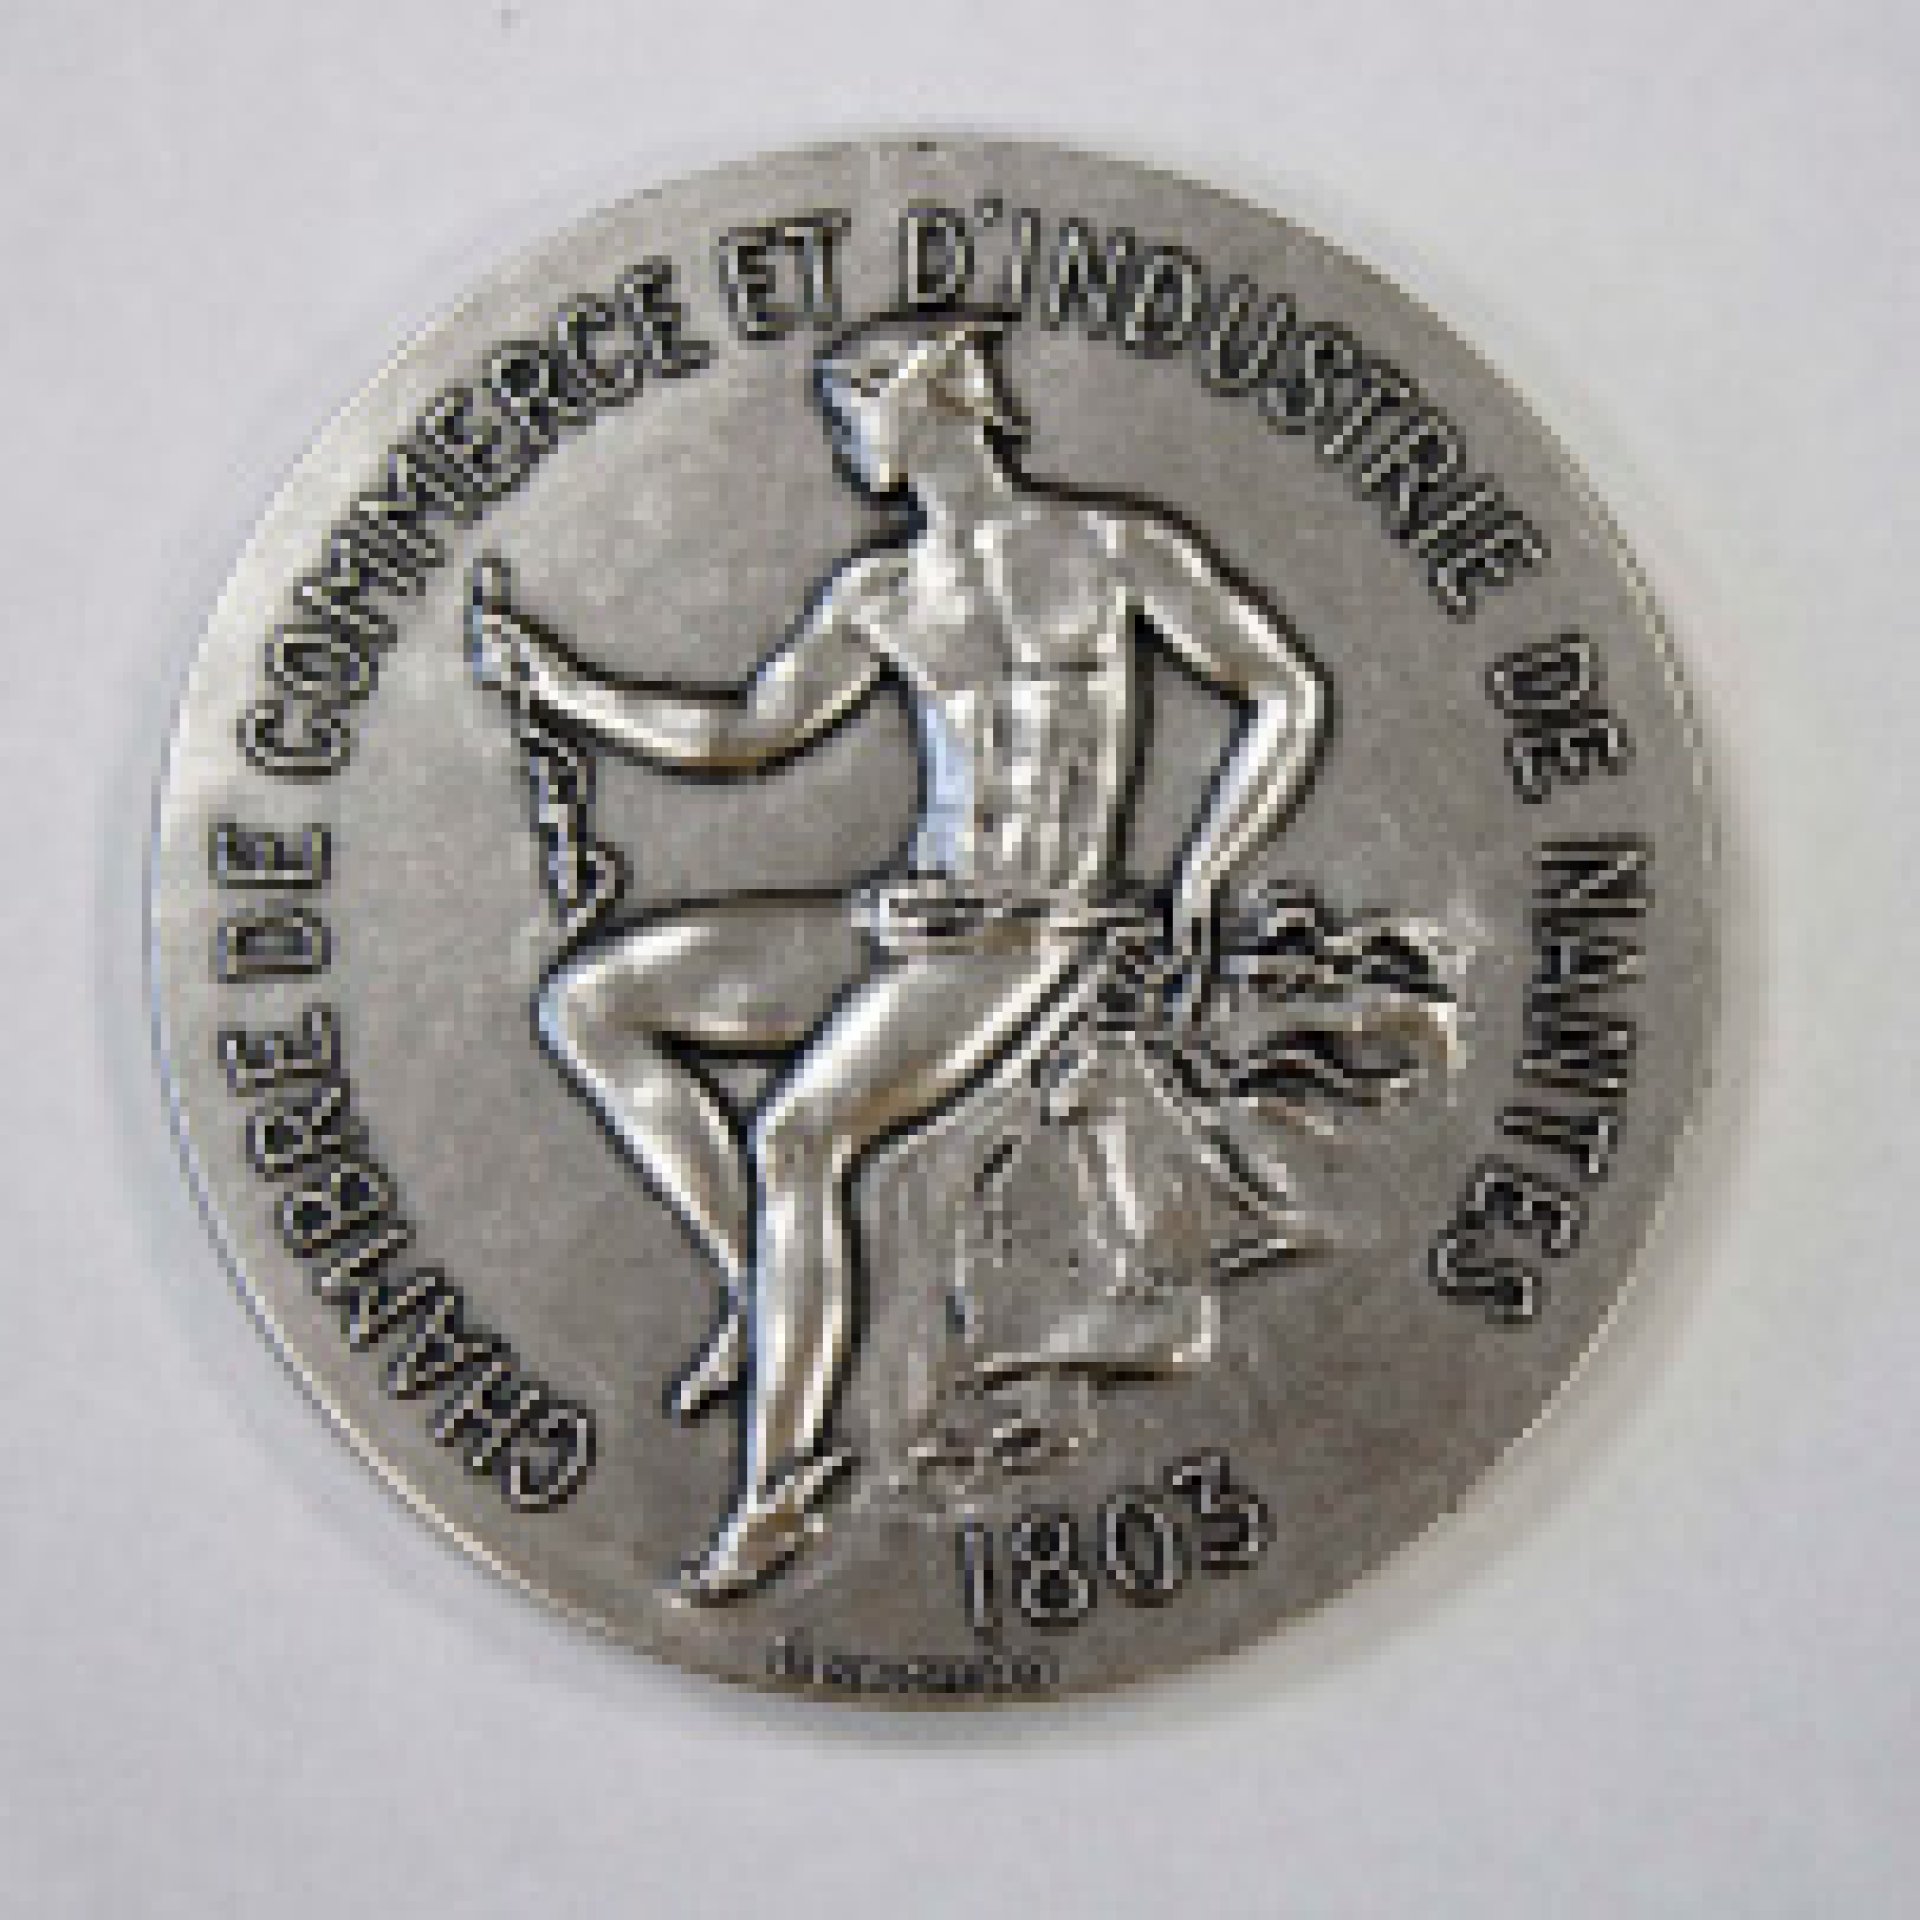 CHAMBRE DE COMMERCE ET D'INDUSTRIE DE NANTES
1803